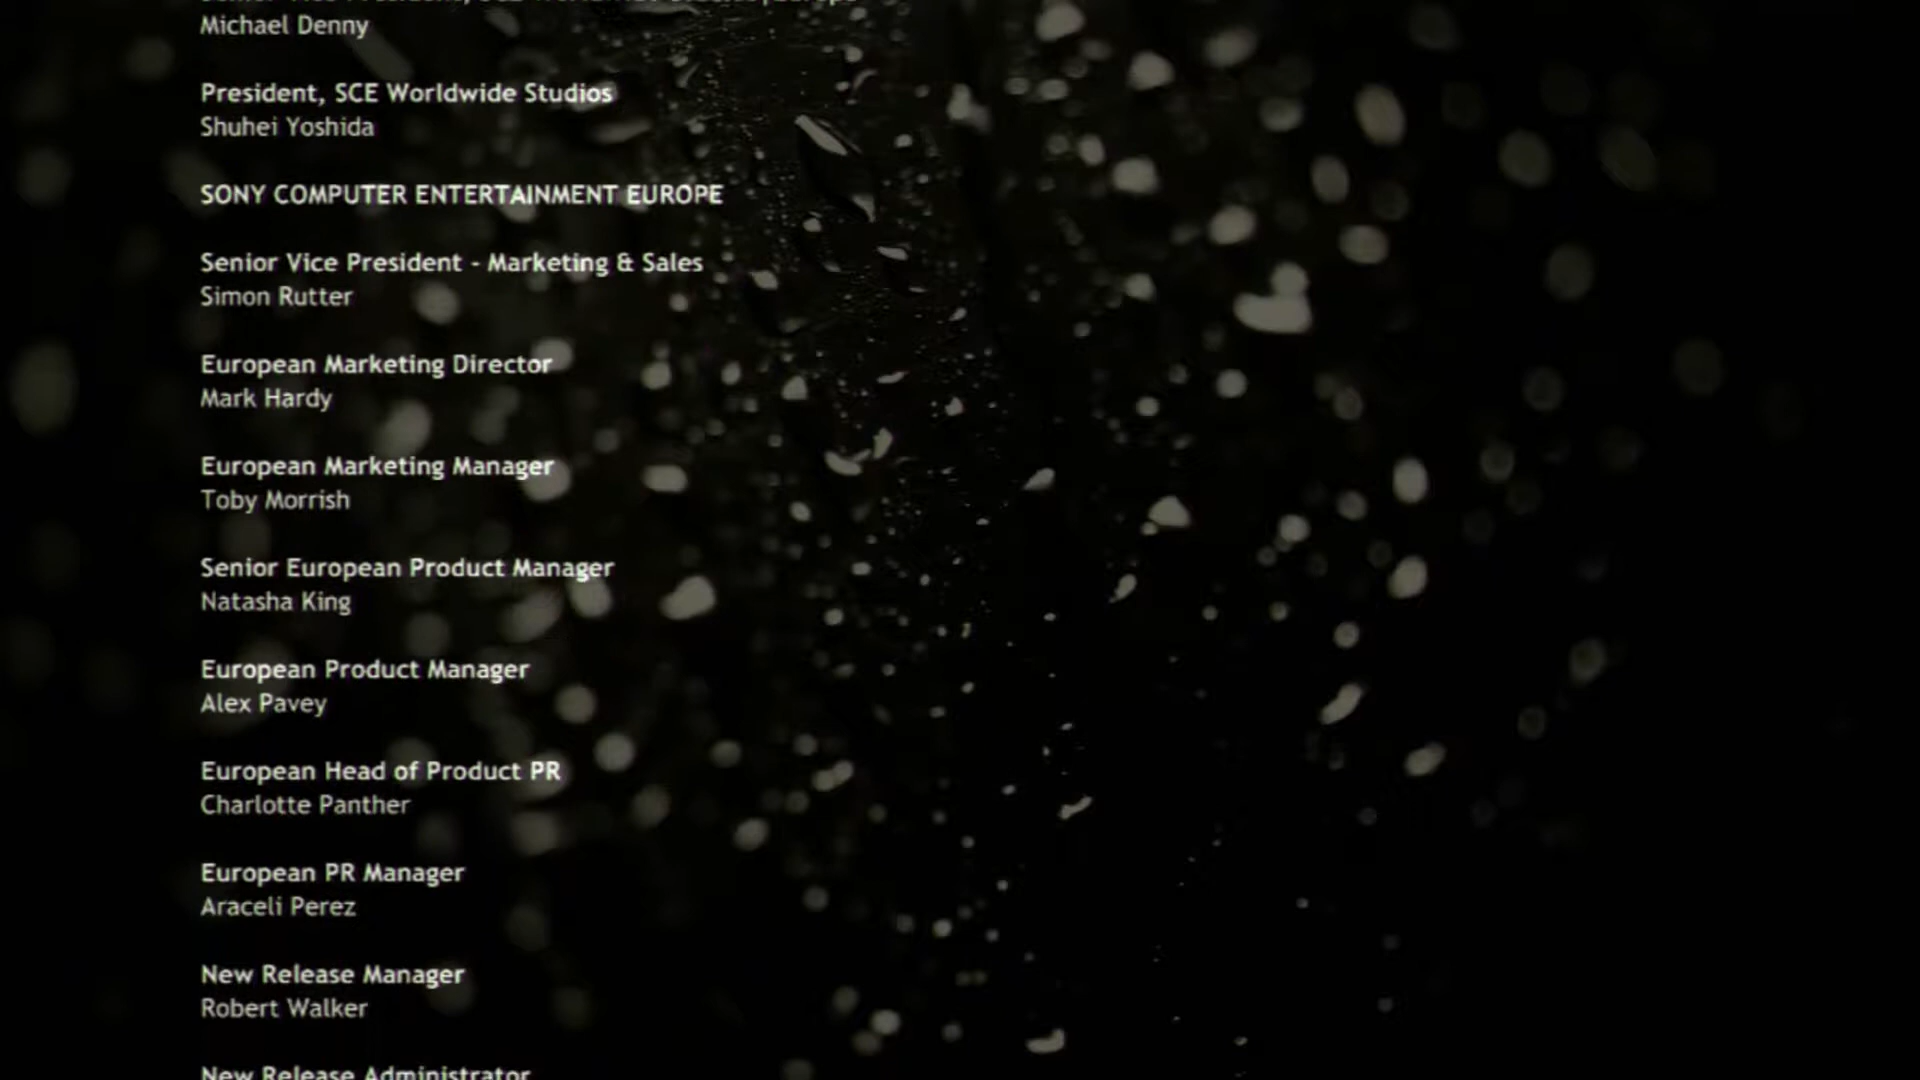 Michael Denny
President, SCE Worldwide Studios
Shuhei Yoshida
SONY COMPUTER ENTERTAINMENT EUROPE
Senior Vice President - Marketing & Sales
Simon Rutter
European Marketing Director
Mark Hardy
European Marketing Manager
Toby Morrish
Senior European Product Manager
Natasha King
European Product Manager
Alex Pavey
European Head of Product PR
Charlotte Panther
European PR Manager
Araceli Perez
New Release Manager
Robert Walker
New Release Administrator